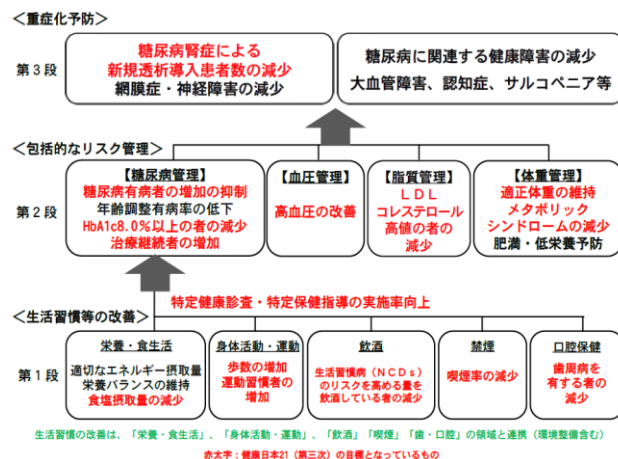 ＜重症化予防＞
第３段
糖尿病腎症による
新規透析導入患者数の減少
網膜症・神経障害の減少
糖尿病に関連する健康障害の減少
大血管障害、認知症、サルコペニア等
＜包括的なリスク管理＞
第２段
【糖尿病管理】
糖尿病有病者の増加の抑制
年齢調整有病率の低下
HbA1c8.0％以上の者の減少
治療継続者の増加
【血圧管理】
高血圧の改善
【脂質管理】
ＬＤＬ
コレステロール
高値の者の
減少
【体重管理】
適正体重の維持
メタボリック
シンドロームの減少
肥満・低栄養予防
特定健康診査・特定保健指導の実施率向上
＜生活習慣等の改善＞
第１段
栄養・食生活
適切なエネルギー摂取量
栄養バランスの維持
食塩摂取量の減少
身体活動・運動
歩数の増加
運動習慣者の
増加
飲酒
生活習慣病（ＮＣＤｓ）
のリスクを高める量を
飲酒している者の減少
禁煙
喫煙率の減少
口腔保健
歯周病を
有する者の
減少
生活習慣の改善は、「栄養・食生活」、「身体活動・運動」、「飲酒」「喫煙」「歯・口腔」の領域と連携（環境整備含む）
赤太字：健康日本21（第三次）の目標となっているもの